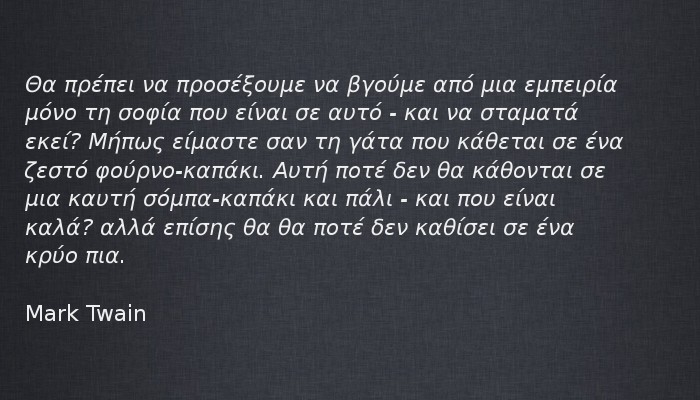 Θα πρέπει να προσέξουμε να βγούμε από μια εμπειρία
μόνο τη σοφία που είναι σε αυτό - και να σταματά
εκεί? Μήπως είμαστε σαν τη γάτα που κάθεται σε ένα
ζεστό φούρνο-καπάκι. Αυτή ποτέ δεν θα κάθονται σε
μια καυτή σόμπα-καπάκι και πάλι - και που είναι
καλά? αλλά επίσης θα θα ποτέ δεν καθίσει σε ένα
κρύο πια.
Mark Twain